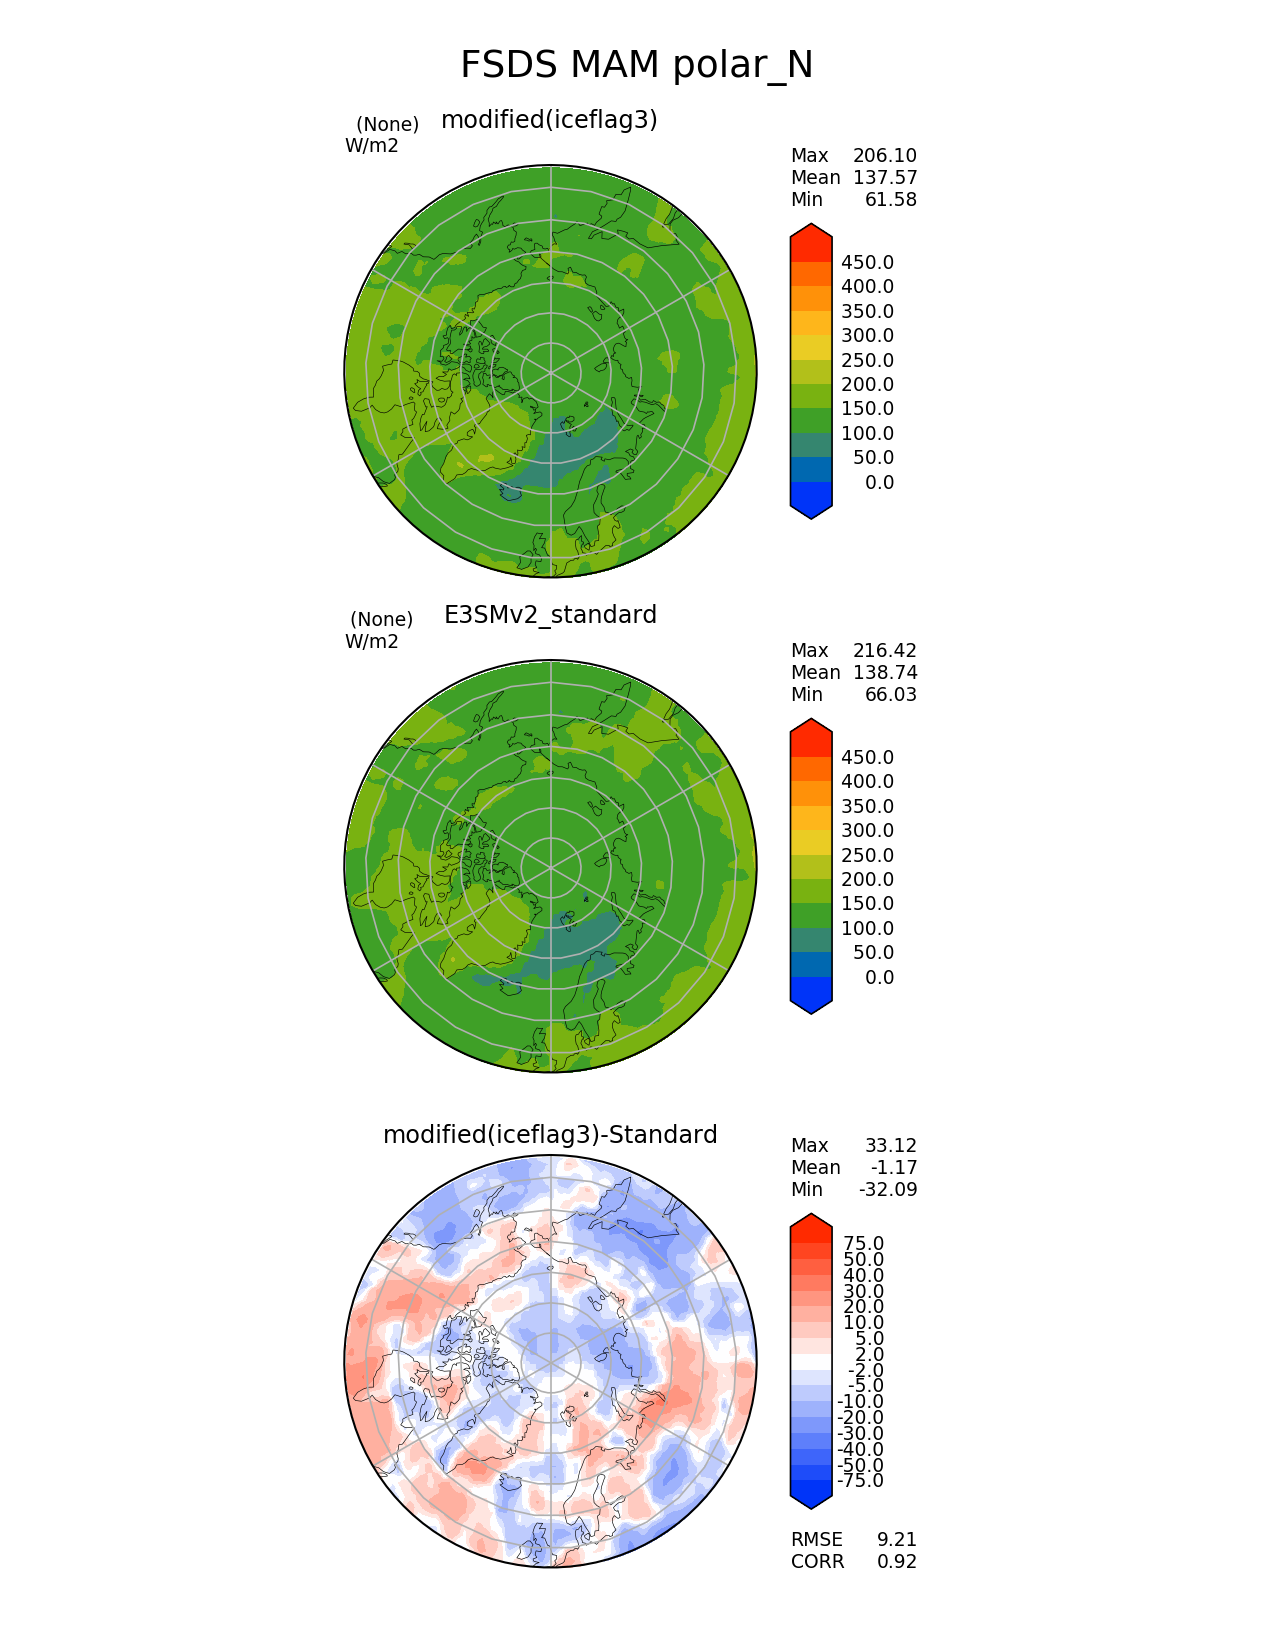 FSDS MAM polar_N
(None) modified(iceflag3)
W/m2
Max 206.10
Mean 137.57
Min 61.58
450.0
400.0
350.0
300.0
250.0
200.0
150.0
100.0
50.0
0.0
(None) E3SMv2_standard
W/m2
Max 216.42
Mean 138.74
Min 66.03
450.0
400.0
350.0
300.0
250.0
200.0
150.0
100.0
50.0
0.0
modified(iceflag3)-Standard
Max 33.12
Mean -1.17
Min -32.09
75.0
50.0
40.0
30.0
20.0
10.0
5.0
2.0
-2.0
-5.0
-10.0
-20.0
-30.0
-40.0
-50.0
-75.0
RMSE 9.21
CORR 0.92